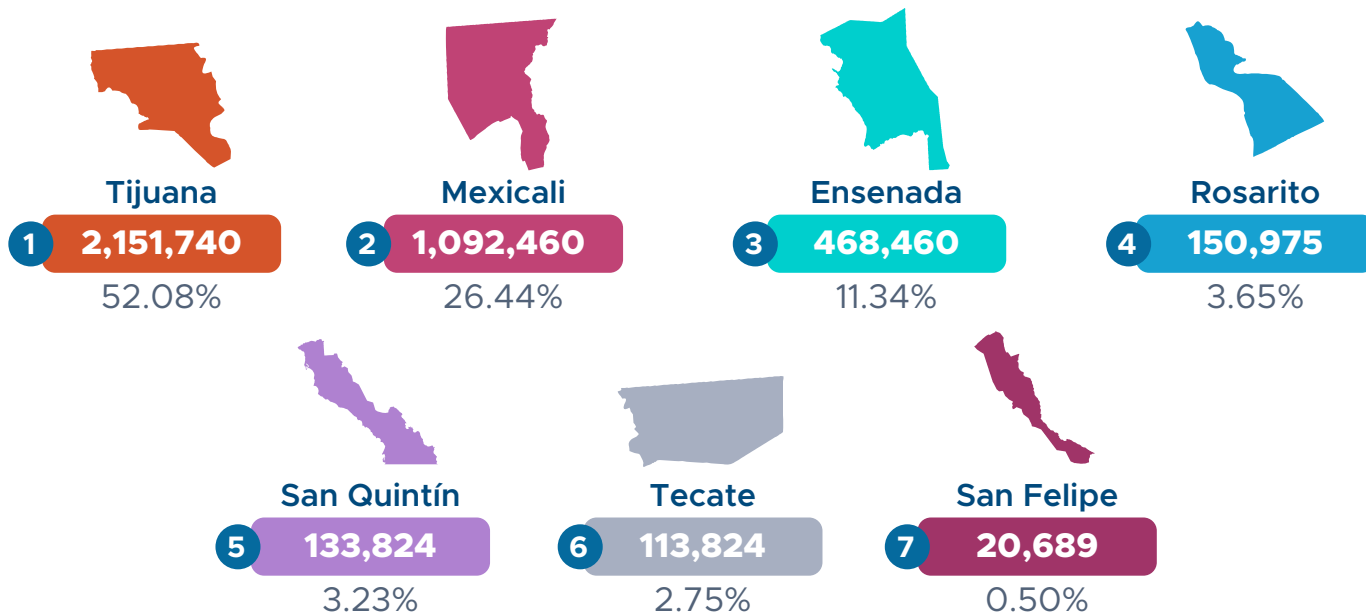 Tijuana
1 2,151,740
52.08%
Mexicali
2 1,092,460
26.44%
Ensenada
3 468,460
11.34%
Rosarito
4 150,975
3.65%
San Quintín
5 133,824
3.23%
Tecate
6 113,824
2.75%
San Felipe
7 20,689
0.50%